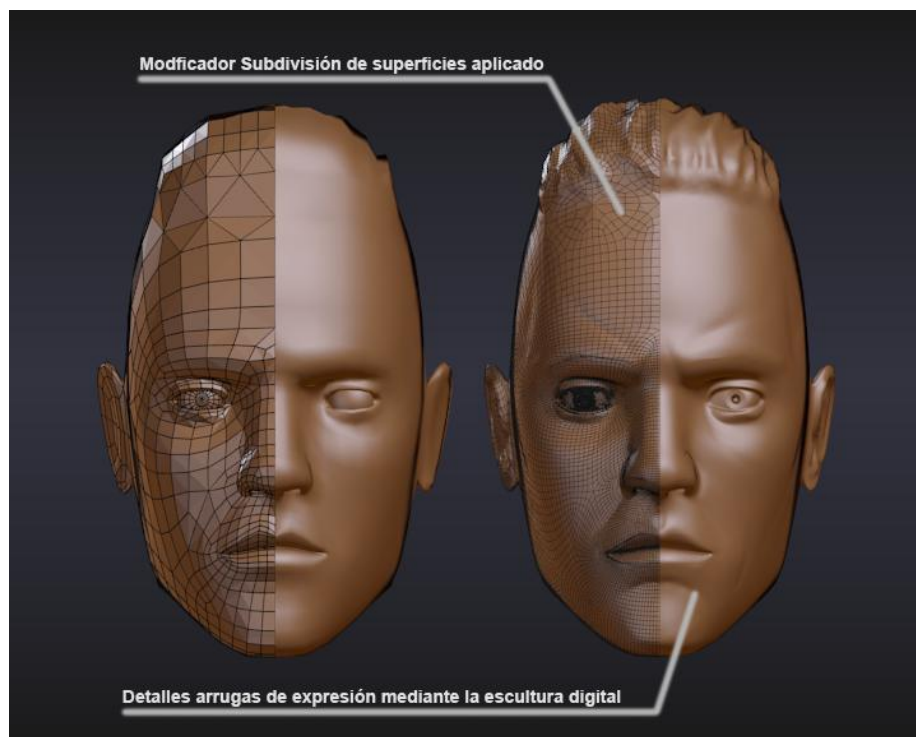 Modficador Subdivisión de superficies aplicado
Detalles arrugas de expresión mediante la escultura digital